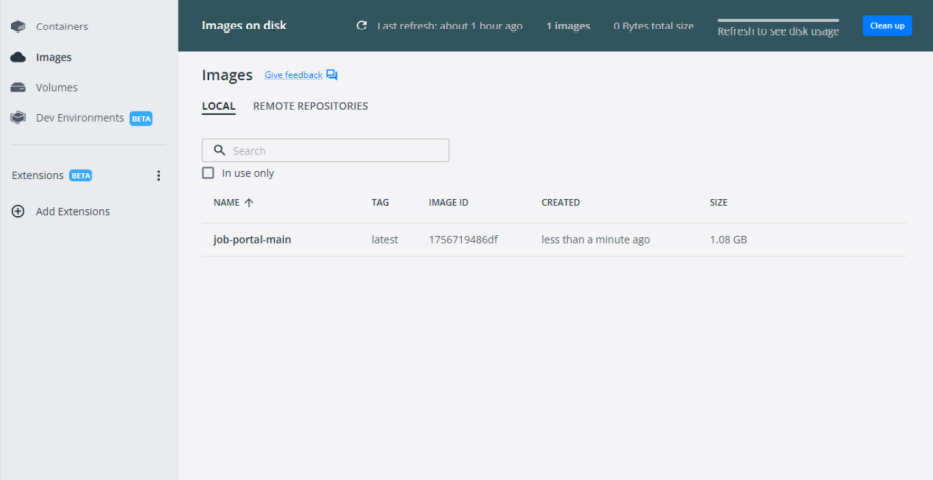 Containers
Images
Volumes
Dev Environments BETA
Extensions BETA
Add Extensions
Images on disk Last refresh: about 1 hour ago 1 images 0 Bytes total size Refresh to see disk usage Clean up
Images Give feedback
LOCAL REMOTE REPOSITORIES
Search
In use only
NAME TAG IMAGE ID CREATED SIZE
job-portal-main latest 1756719486df less than a minute ago 1.08 GB